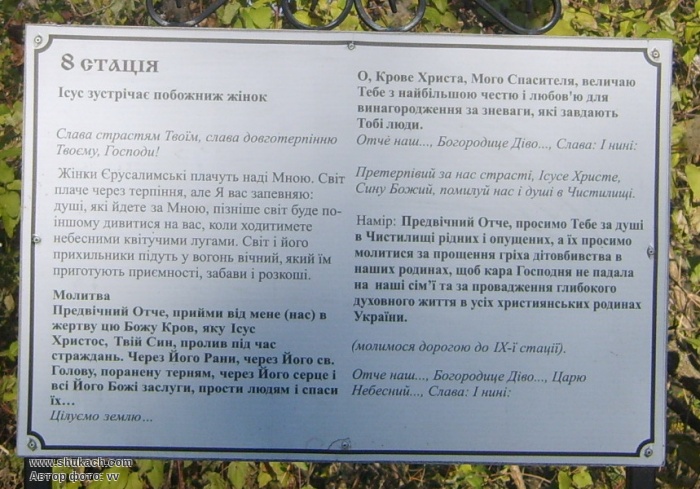 8 стація
Ісус зустрічає побожниж жінок
Слава страстям Твоїм, слава довготерпінню
Твоєму, Господи!
Жінки Єрусалимські плачуть наді Мною. Світ
плаче через терпіння, але Я вас запевняю:
душі, які йдете за Мною, пізніше світ буде по-
іншому дивитися на вас, коли ходитимете
небесними квітучими лугами. Світ і його
прихильники підуть у вогонь вічний, який їм
приготують приємності, забави і розкоші.
Молитва
Предвічний Отче, прийми від мене (нас) в
жертву цю Божу Кров, яку Ісус
Христос, Твій Син, пролив під час
страждань. Через Його Рани, через Його св.
Голову, поранену терням, через Його серце і
всі Його Божі заслуги, прости людям і спаси
їх...
Цілуємо землю...
О, Крове Христа, Мого Спасителя, величаю
Тебе з найбільшою честю і любов'ю для
винагородження за зневаги, які завдають
Тобі люди.
Отчє наш..., Богородице Діво..., Слава: І нині:
Претерпівий за нас страсті, Ісусе Христе,
Сину Божий, помилуй нас і душі в Чистилищі.
Намір: Предвічний Отче, просимо Тебе за душі
в Чистилищі рідних і опущених, а їх просимо
молитися за прощення гріха дітовбивства в
наших родинах, щоб кара Господня не падала
на наші сім'ї та за провадження глибокого
духовного життя в усіх християнських родинах
України.
(молимося дорогою до IX-ї стації).
Отче наш..., Богородице Діво..., Царю
Небесний..., Слава: І нині:
www.shukach.com
Автор фото: vv